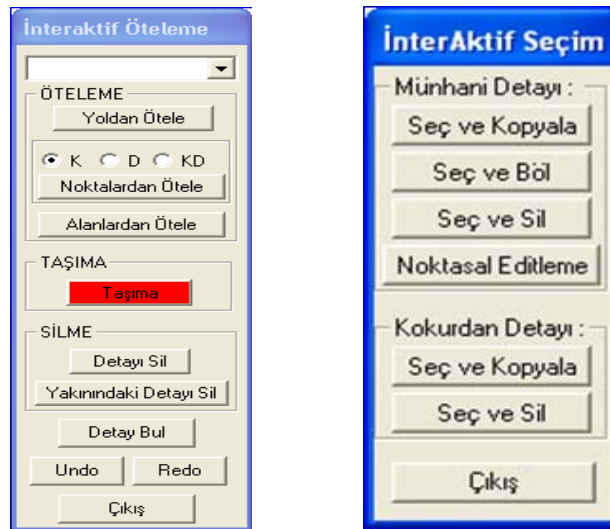 İnteraktif Öteleme
ÖTELEME
Yoldan Ötele
K D KD
Noktalardan Ötele
Alanlardan Ötele
TAŞIMA
Taşıma
SİLME
Detayı Sil
Yakınındaki Detayı Sil
Detay Bul
Undo Redo
Çıkış
İnterAktif Seçim
Münhani Detayı :
Seç ve Kopyala
Seç ve Böl
Seç ve Sil
Noktasal Editleme
Kokurdan Detayı :
Seç ve Kopyala
Seç ve Sil
Çıkış